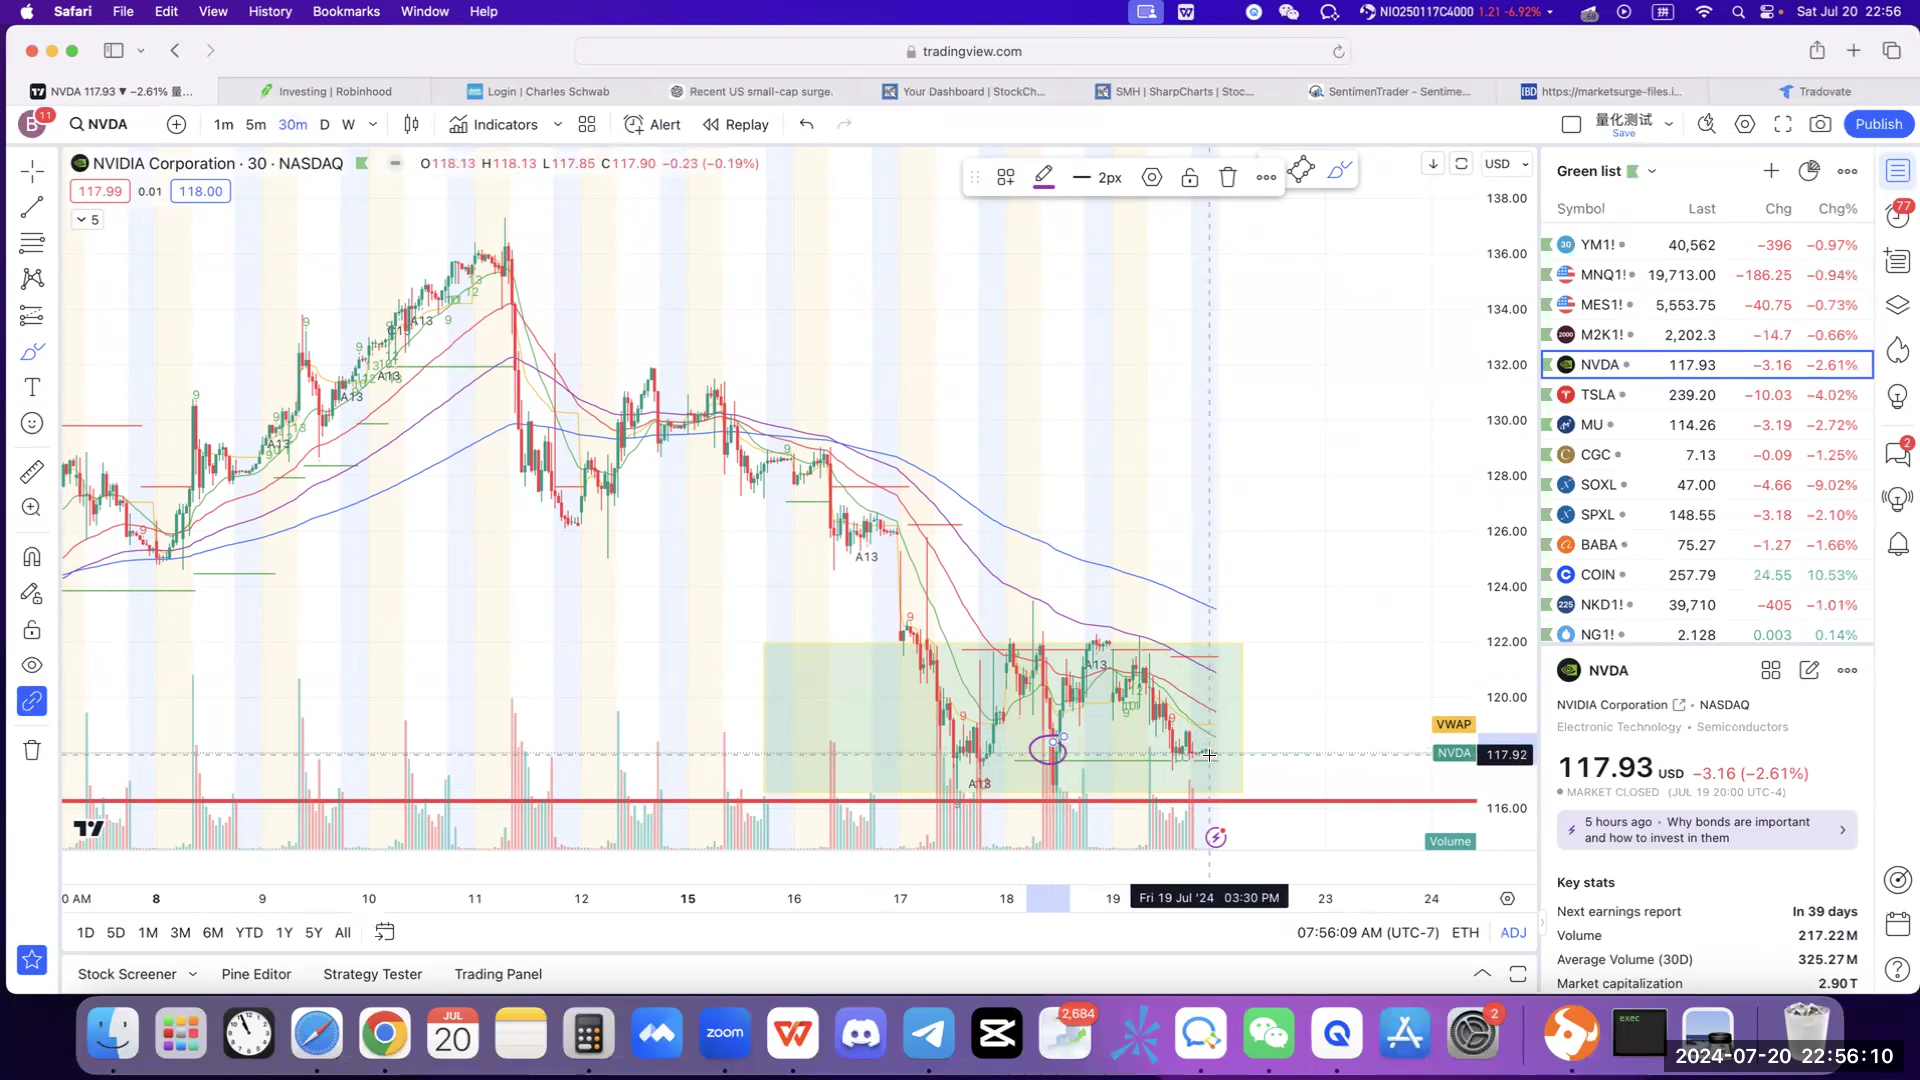 Safari File Edit View History Bookmarks Window Help
NIO250117C4000 1.21 -6.92%
拼
Sat Jul 20 22:56
tradingview.com
NVDA 117.93 ▼ −2.61% 量...
Investing | Robinhood
Login | Charles Schwab
Recent US small-cap surge.
Your Dashboard | StockCh...
SMH | SharpCharts | Stoc...
SentimenTrader - Sentime...
IBD https://marketsurge-files.i...
Tradovate
B 11
NVDA
1m 5m 30m D W
Indicators
Alert
Replay
量化测试
Save
Publish
NVIDIA Corporation · 30 · NASDAQ
O118.13 H118.13 L117.85 C117.90 −0.23 (−0.19%)
117.99 0.01 118.00
5
2px
USD
138.00
136.00
134.00
132.00
130.00
128.00
126.00
124.00
122.00
120.00
VWAP
NVDA 117.92
116.00
Volume
A13
A13
A13
A13
A13
A13
A13
0 AM 8 9 10 11 12 15 16 17 18 19 Fri 19 Jul '24 03:30 PM 23 24
1D 5D 1M 3M 6M YTD 1Y 5Y All
07:56:09 AM (UTC-7) ETH ADJ
Stock Screener Pine Editor Strategy Tester Trading Panel
Green list
Symbol Last Chg Chg%
YM1! 40,562 −396 −0.97%
MNQ1! 19,713.00 −186.25 −0.94%
MES1! 5,553.75 −40.75 −0.73%
M2K1! 2,202.3 −14.7 −0.66%
NVDA 117.93 −3.16 −2.61%
TSLA 239.20 −10.03 −4.02%
MU 114.26 −3.19 −2.72%
CGC 7.13 −0.09 −1.25%
SOXL 47.00 −4.66 −9.02%
SPXL 148.55 −3.18 −2.10%
BABA 75.27 −1.27 −1.66%
COIN 257.79 24.55 10.53%
NKD1! 39,710 −405 −1.01%
NG1! 2.128 0.003 0.14%
77
2
NVDA
NVIDIA Corporation · NASDAQ
Electronic Technology · Semiconductors
117.93 USD −3.16 (−2.61%)
MARKET CLOSED (JUL 19 20:00 UTC-4)
5 hours ago · Why bonds are important
and how to invest in them
Key stats
Next earnings report In 39 days
Volume 217.22M
Average Volume (30D) 325.27M
Market capitalization 2.90T
JUL
20
zoom
2,684
2
exec
2024-07-20 22:56:10